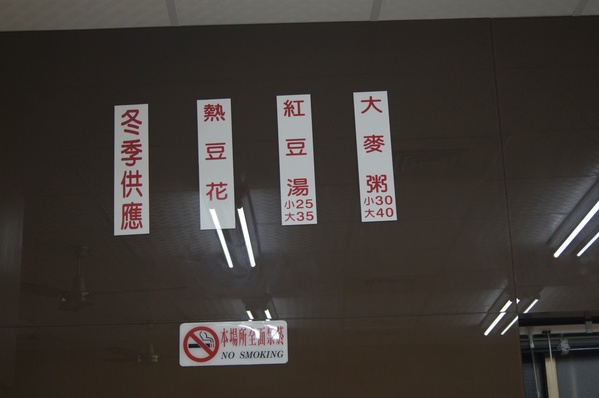 冬季供應
熱豆花
紅豆湯
小25
大35
大麥粥
小30
大40
本場所全面禁菸
NO SMOKING